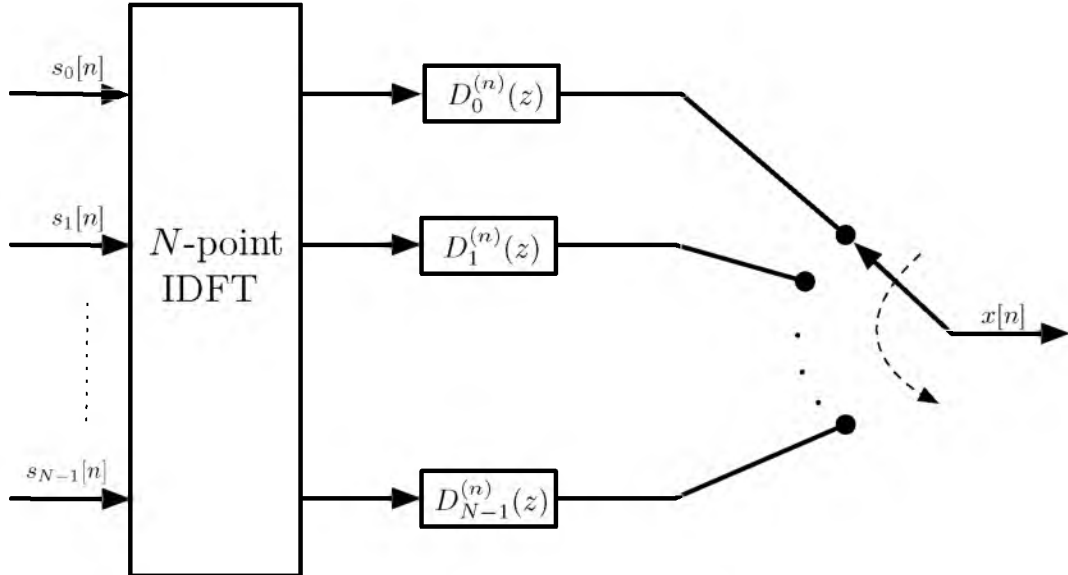 s_0[n]
D_0^{(n)}(z)
s_1[n]
N-point
IDFT
D_1^{(n)}(z)
x[n]
s_{N-1}[n]
D_{N-1}^{(n)}(z)